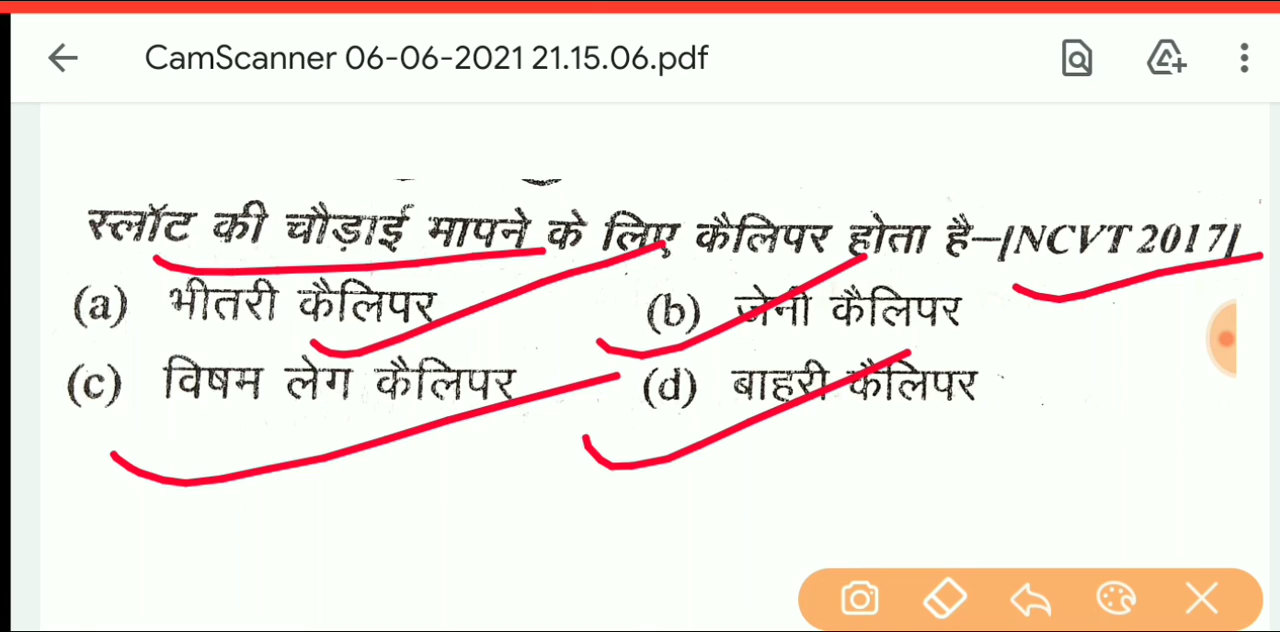 CamScanner 06-06-2021 21.15.06.pdf
स्लॉट की चौड़ाई मापने के लिए कैलिपर होता है–[NCVT 2017]
(a) भीतरी कैलिपर (b) जेनी कैलिपर
(c) विषम लेग कैलिपर (d) बाहरी कैलिपर